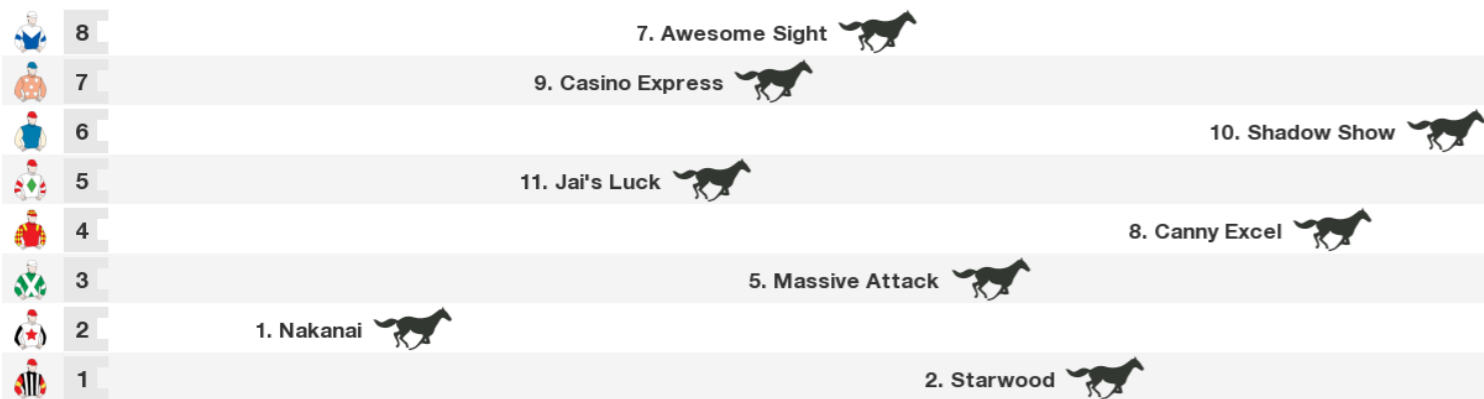 8 7. Awesome Sight
7 9. Casino Express
6 10. Shadow Show
5 11. Jai's Luck
4 8. Canny Excel
3 5. Massive Attack
2 1. Nakanai
1 2. Starwood